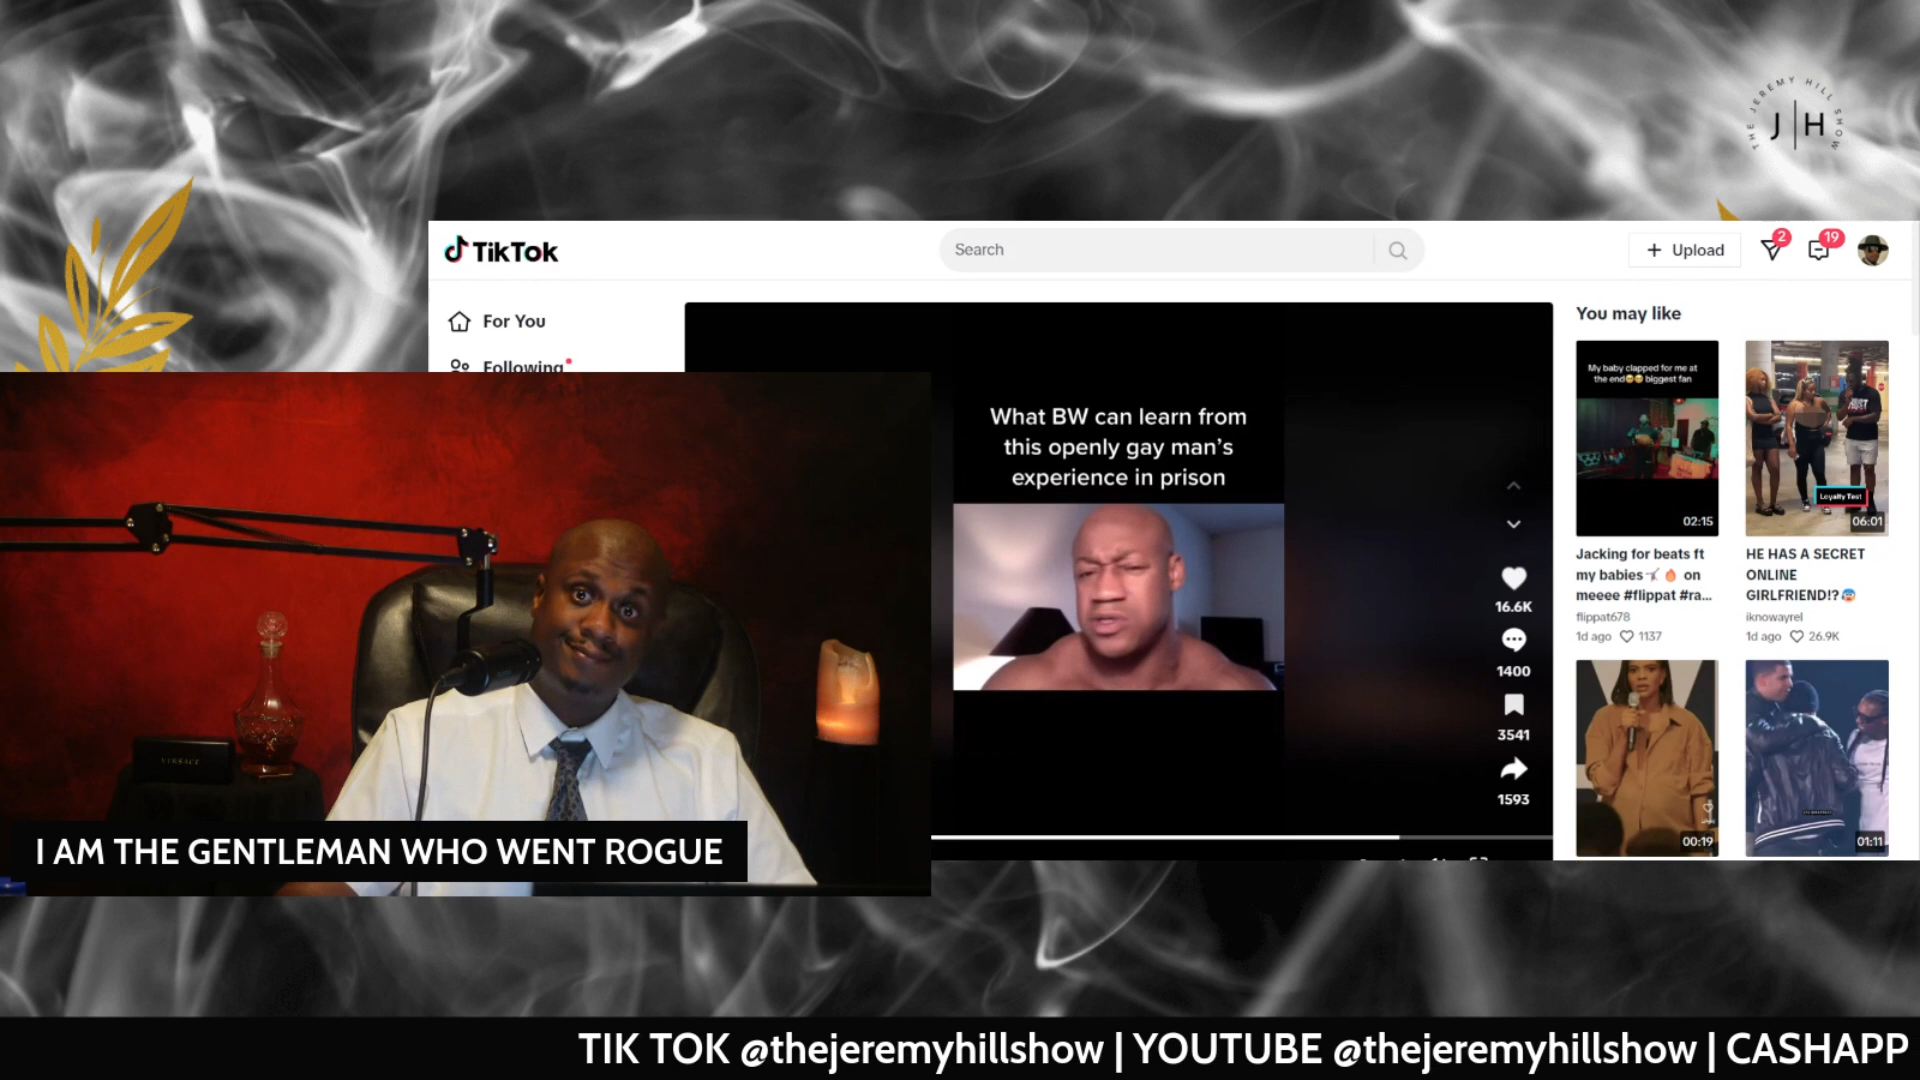 THE JEREMY HILL SHOW
J|H
TikTok
Search
+ Upload
2
19
For You
Following
You may like
What BW can learn from
this openly gay man's
experience in prison
16.6K
1400
3541
1593
My baby clapped for me at
the end🥺🥺 biggest fan
02:15
Jacking for beats ft
my babies🎤🔥 on
meeee #flippat #ra...
flippat678
1d ago 1137
Loyalty Test
06:01
HE HAS A SECRET
ONLINE
GIRLFRIEND!?😰
iknowayrel
1d ago 26.9K
00:19
01:11
VERSACE
I AM THE GENTLEMAN WHO WENT ROGUE
TIK TOK @thejeremyhillshow | YOUTUBE @thejeremyhillshow | CASHAPP